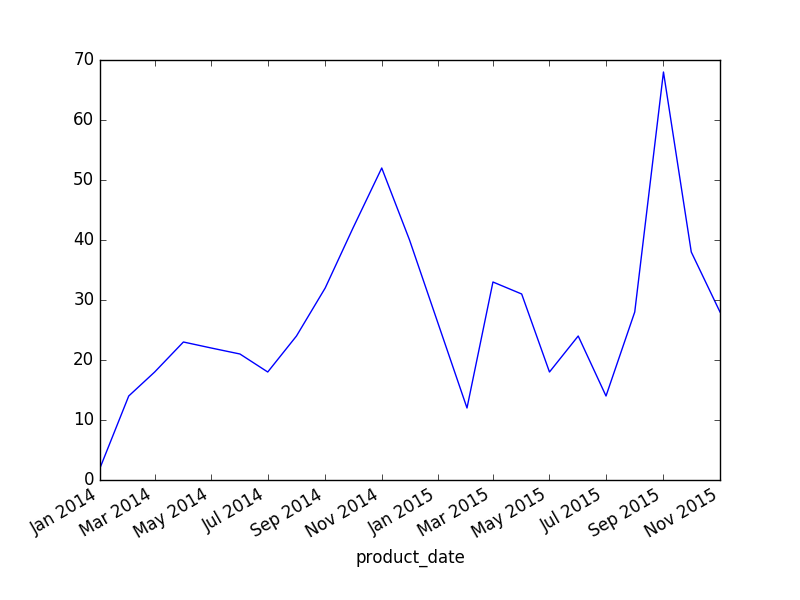 70
60
50
40
30
20
10
0
Jan 2014
Mar 2014
May 2014
Jul 2014
Sep 2014
Nov 2014
Jan 2015
Mar 2015
May 2015
Jul 2015
Sep 2015
Nov 2015
product_date